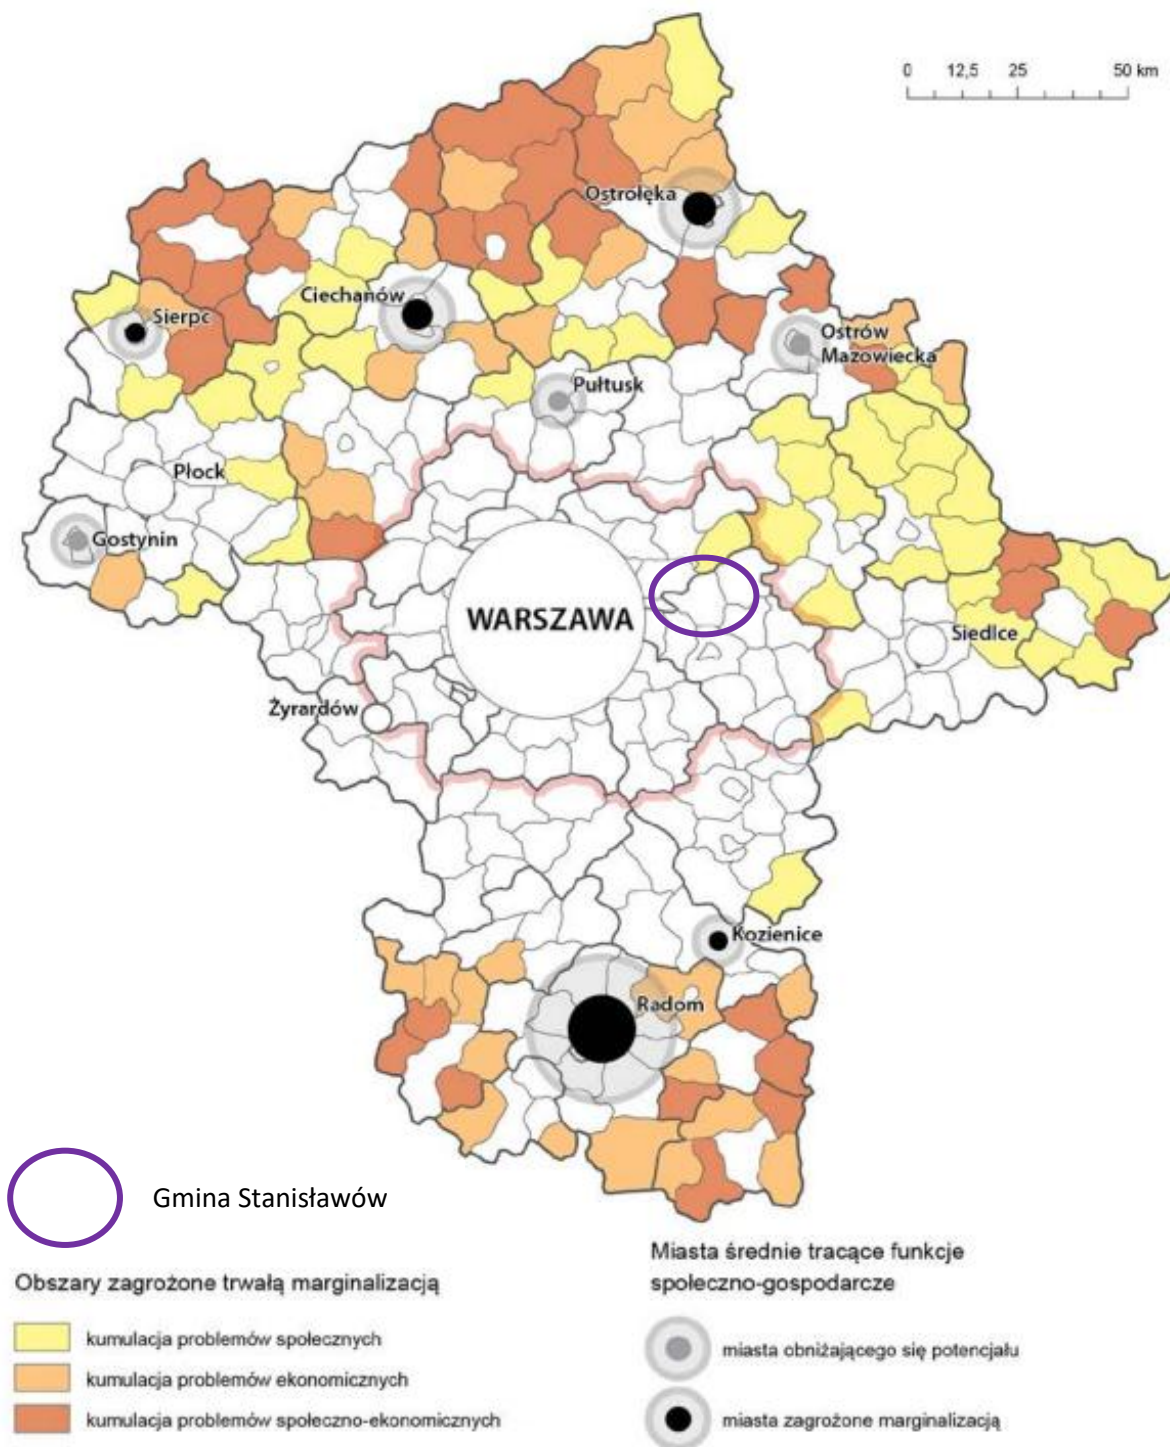 0 12,5 25 50 km
Ostrołęka
Ciechanów
Sierpc
Ostrów
Mazowiecka
Pułtusk
Płock
Gostynin
WARSZAWA
Siedlce
Żyrardów
Kozienice
Radom
Gmina Stanisławów
Obszary zagrożone trwałą marginalizacją
kumulacja problemów społecznych
kumulacja problemów ekonomicznych
kumulacja problemów społeczno-ekonomicznych
Miasta średnie tracące funkcje
społeczno-gospodarcze
miasta obniżającego się potencjału
miasta zagrożone marginalizacją